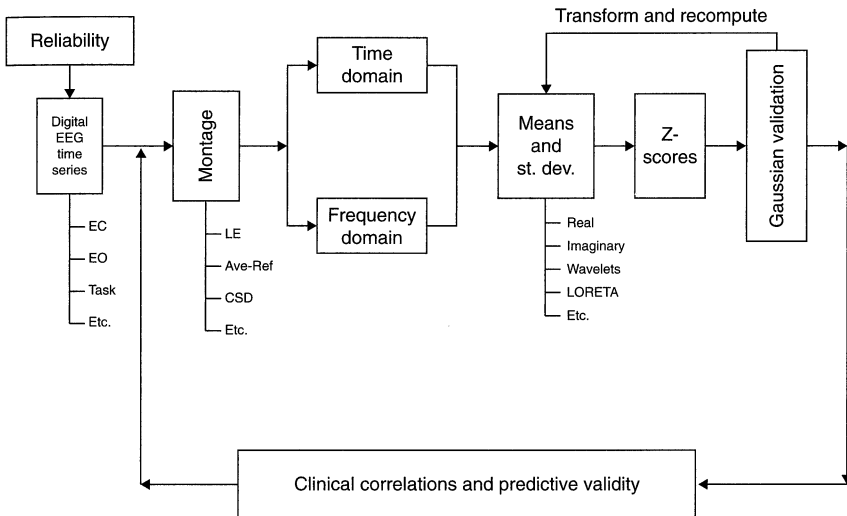 Transform and recompute
Reliability
Digital
EEG
time
series
EC
EO
Task
Etc.
Montage
LE
Ave-Ref
CSD
Etc.
Time
domain
Frequency
domain
Means
and
st. dev.
Real
Imaginary
Wavelets
LORETA
Etc.
Z-
scores
Gaussian validation
Clinical correlations and predictive validity